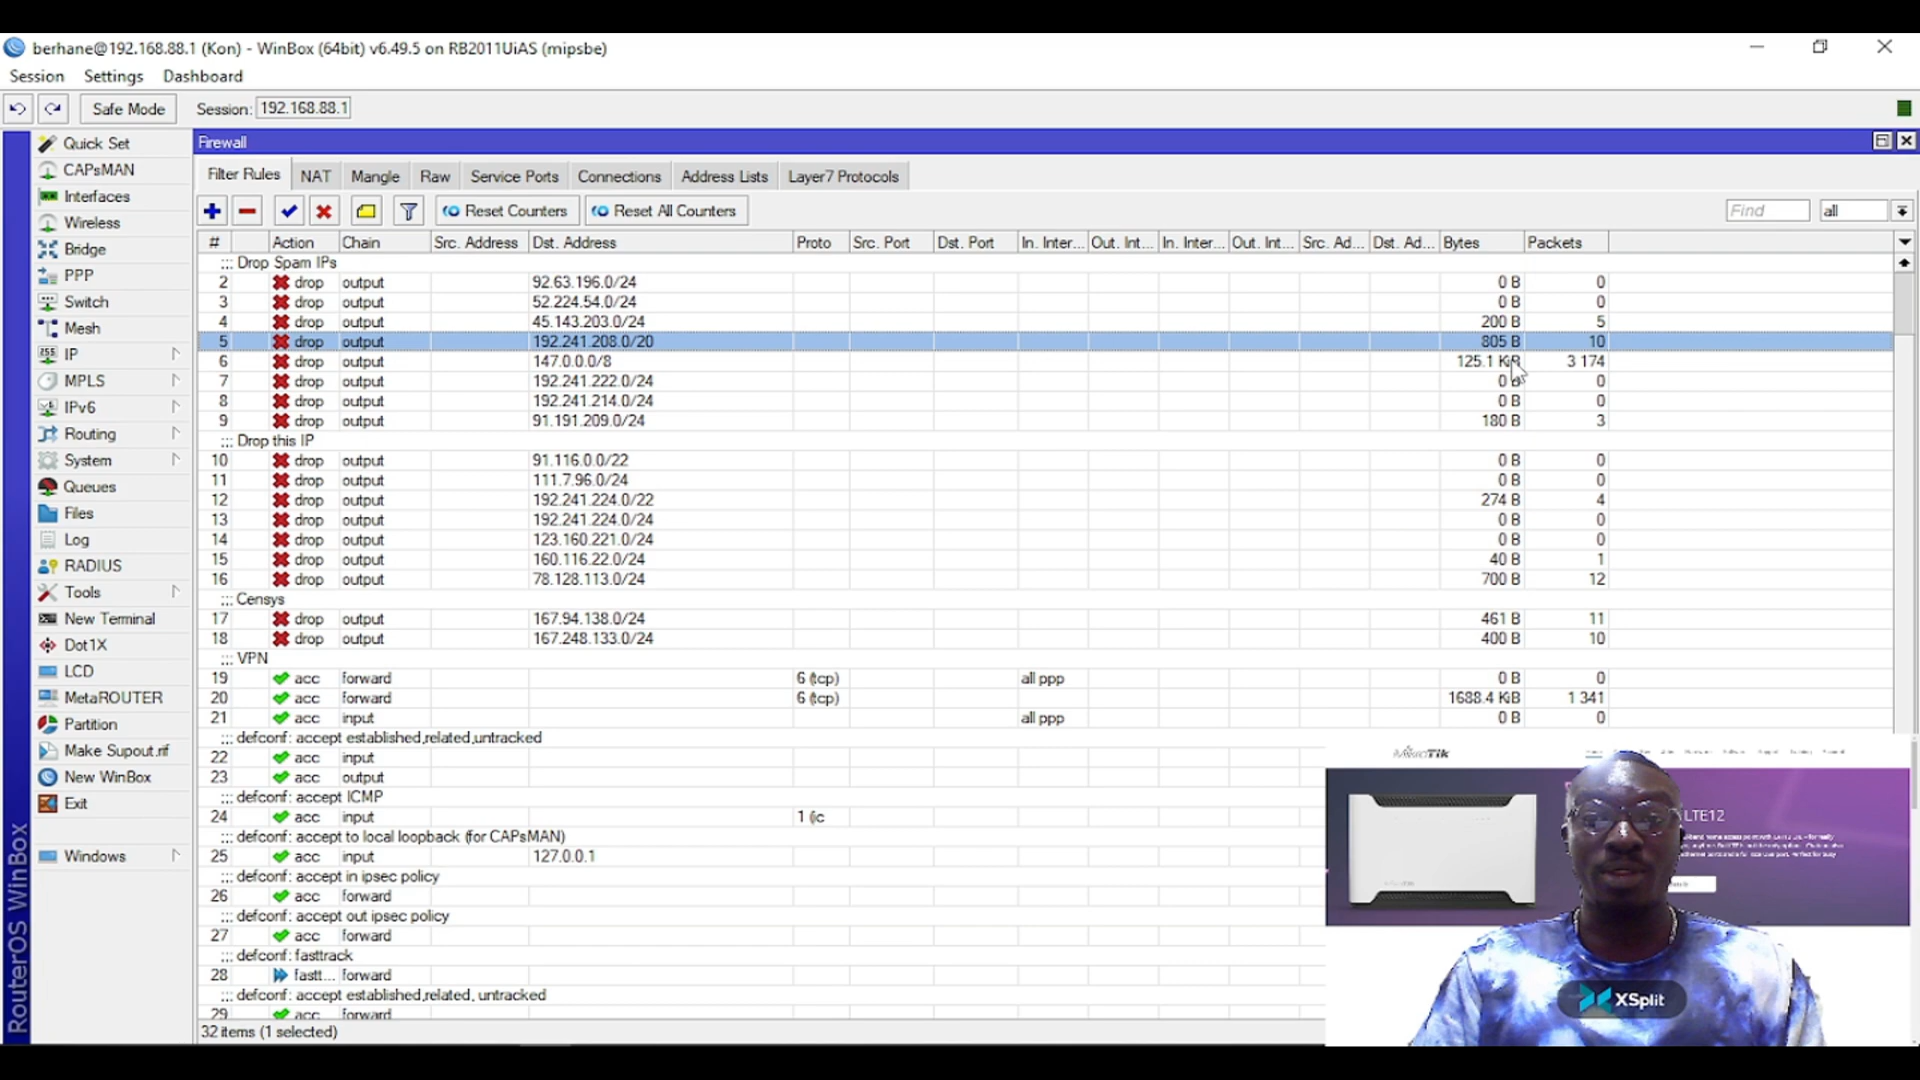 berhane@192.168.88.1 (Kon) - WinBox (64bit) v6.49.5 on RB2011UiAS (mipsbe)
Session Settings Dashboard
Safe Mode Session: 192.168.88.1
Quick Set
CAPsMAN
Interfaces
Wireless
Bridge
PPP
Switch
Mesh
IP
MPLS
IPv6
Routing
System
Queues
Files
Log
RADIUS
Tools
New Terminal
Dot1X
LCD
MetaROUTER
Partition
Make Supout.rif
New WinBox
Exit
Windows
RouterOS WinBox
Firewall
Filter Rules NAT Mangle Raw Service Ports Connections Address Lists Layer7 Protocols
Reset Counters Reset All Counters Find all
# Action Chain Src. Address Dst. Address Proto Src. Port Dst. Port In. Inter... Out. Int... In. Inter... Out. Int... Src. Ad... Dst. Ad... Bytes Packets
::: Drop Spam IPs
2 drop output 92.63.196.0/24 0 B 0
3 drop output 52.224.54.0/24 0 B 0
4 drop output 45.143.203.0/24 200 B 5
5 drop output 192.241.208.0/20 805 B 10
6 drop output 147.0.0.0/8 125.1 KiB 3 174
7 drop output 192.241.222.0/24 0 B 0
8 drop output 192.241.214.0/24 0 B 0
9 drop output 91.191.209.0/24 180 B 3
::: Drop this IP
10 drop output 91.116.0.0/22 0 B 0
11 drop output 111.7.96.0/24 0 B 0
12 drop output 192.241.224.0/22 274 B 4
13 drop output 192.241.224.0/24 0 B 0
14 drop output 123.160.221.0/24 0 B 0
15 drop output 160.116.22.0/24 40 B 1
16 drop output 78.128.113.0/24 700 B 12
::: Censys
17 drop output 167.94.138.0/24 461 B 11
18 drop output 167.248.133.0/24 400 B 10
::: VPN
19 acc forward 6 (tcp) all ppp 0 B 0
20 acc forward 6 (tcp) 1688.4 KiB 1 341
21 acc input all ppp 0 B 0
::: defconf: accept established,related,untracked
22 acc input
23 acc output
::: defconf: accept ICMP
24 acc input 1 (ic
::: defconf: accept to local loopback (for CAPsMAN)
25 acc input 127.0.0.1
::: defconf: accept in ipsec policy
26 acc forward
::: defconf: accept out ipsec policy
27 acc forward
::: defconf: fasttrack
28 fastt... forward
::: defconf: accept established,related, untracked
29 acc forward
32 items (1 selected)
MikroTik
LTE12
XSplit